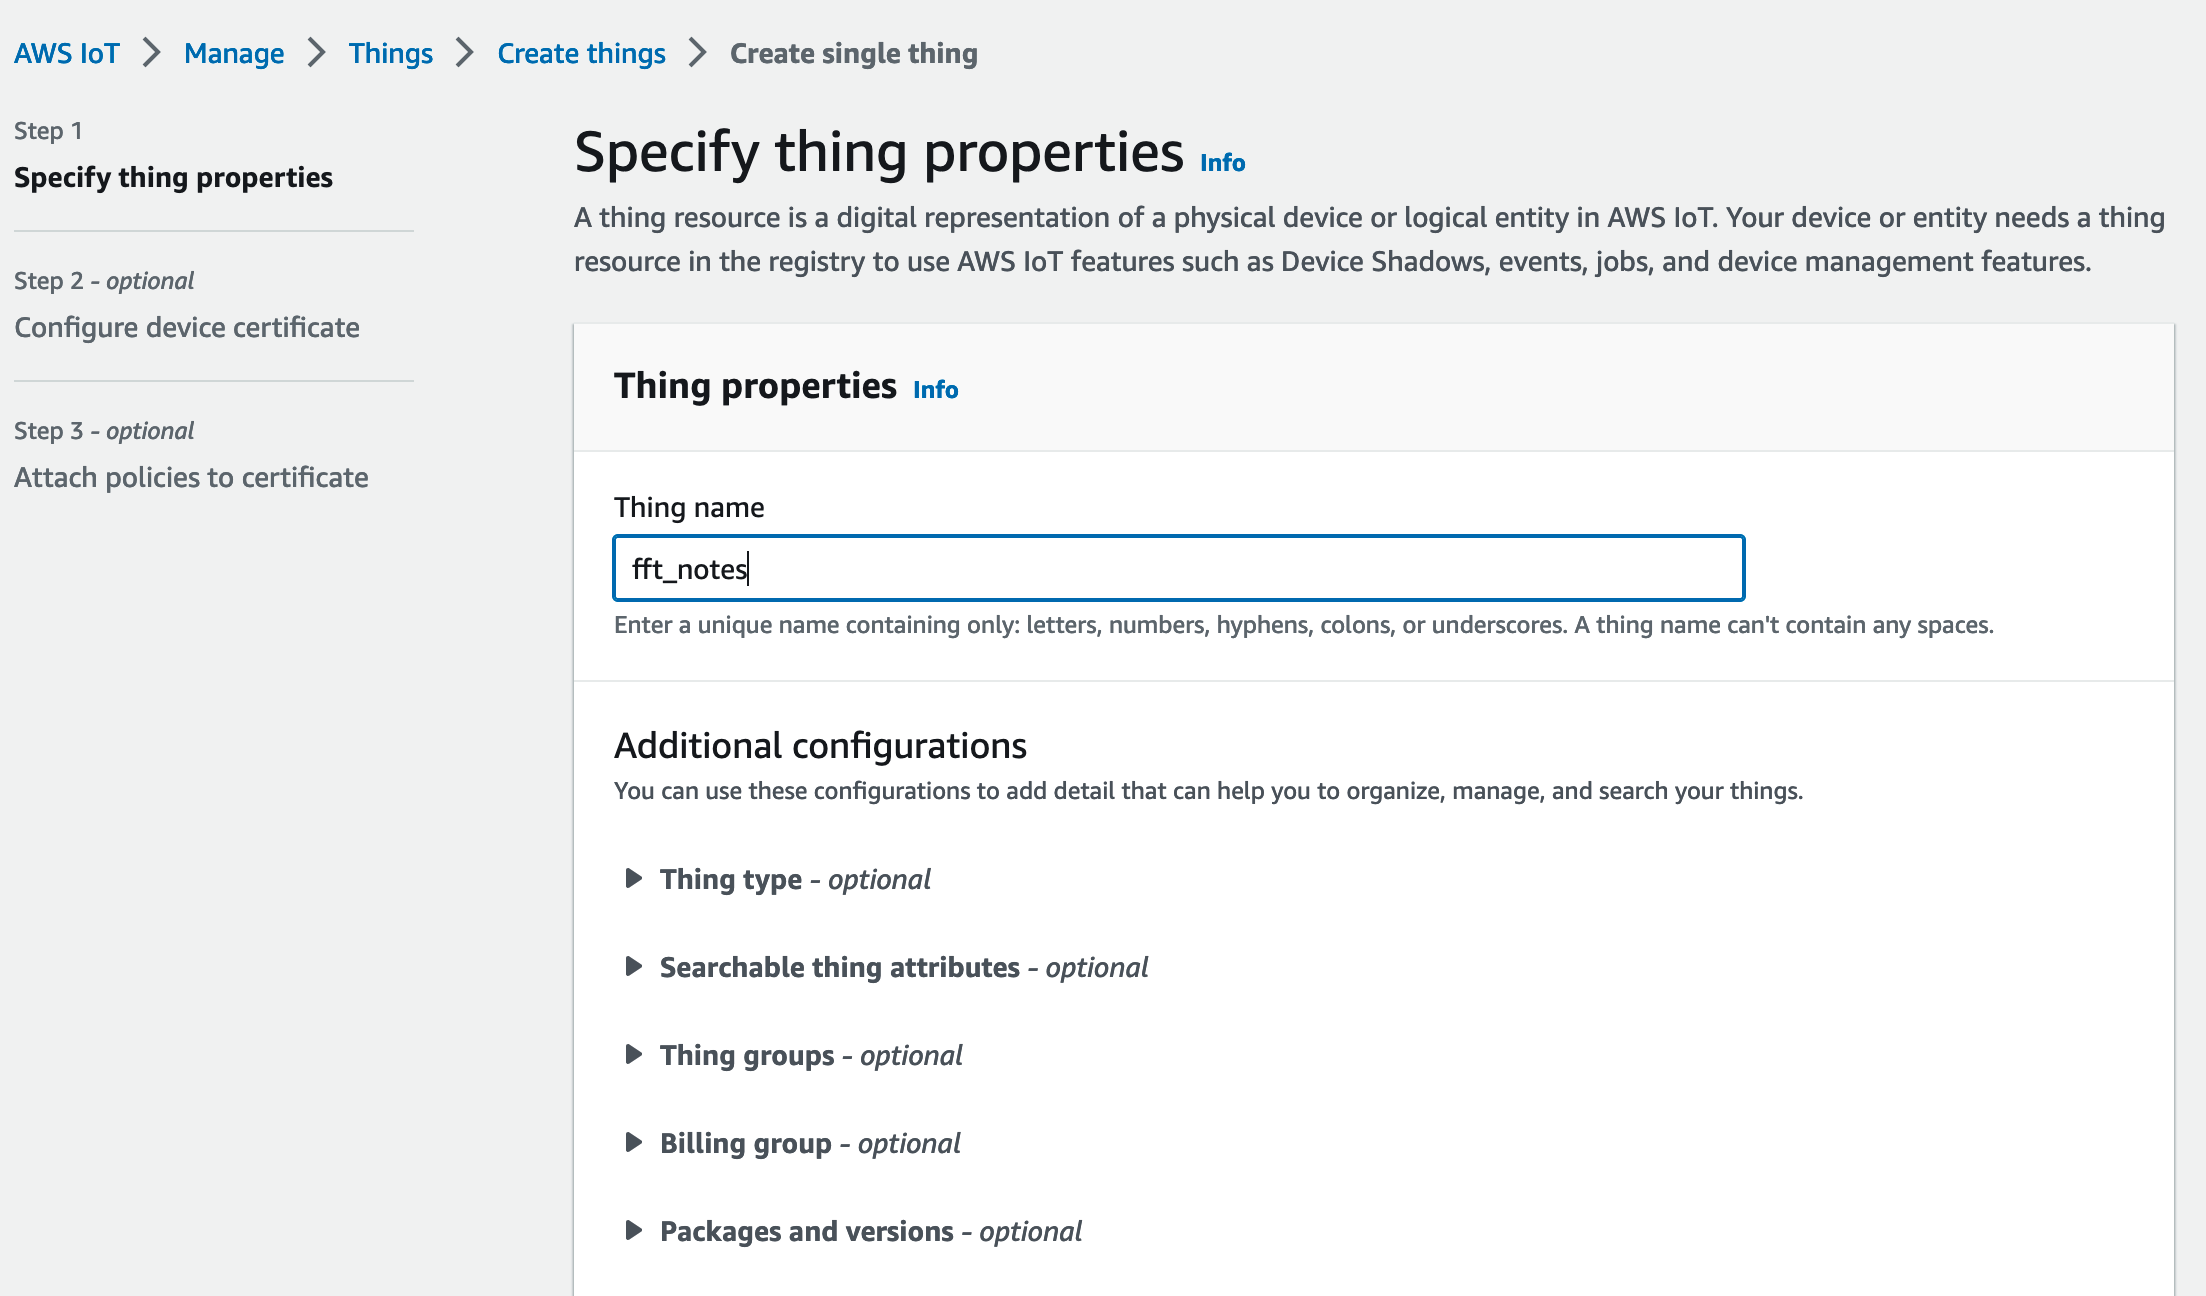 AWS IoT > Manage > Things > Create things > Create single thing
Step 1
Specify thing properties
Step 2 - optional
Configure device certificate
Step 3 - optional
Attach policies to certificate
Specify thing properties Info
A thing resource is a digital representation of a physical device or logical entity in AWS IoT. Your device or entity needs a thing
resource in the registry to use AWS IoT features such as Device Shadows, events, jobs, and device management features.
Thing properties Info
Thing name
fft_notes
Enter a unique name containing only: letters, numbers, hyphens, colons, or underscores. A thing name can't contain any spaces.
Additional configurations
You can use these configurations to add detail that can help you to organize, manage, and search your things.
Thing type - optional
Searchable thing attributes - optional
Thing groups - optional
Billing group - optional
Packages and versions - optional